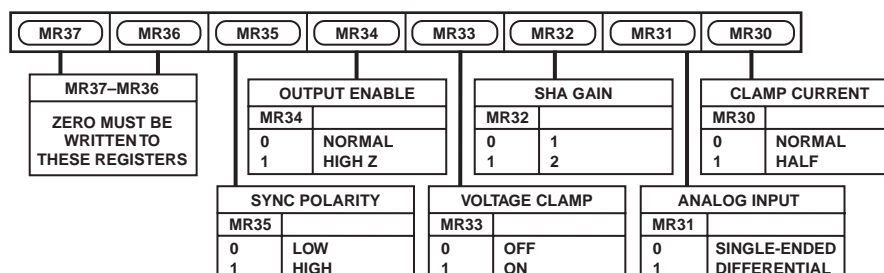 MR37 MR36 MR35 MR34 MR33 MR32 MR31 MR30
MR37–MR36
ZERO MUST BE
WRITTEN TO
THESE REGISTERS
OUTPUT ENABLE
MR34
0 NORMAL
1 HIGH Z
SHA GAIN
MR32
0 1
1 2
CLAMP CURRENT
MR30
0 NORMAL
1 HALF
SYNC POLARITY
MR35
0 LOW
1 HIGH
VOLTAGE CLAMP
MR33
0 OFF
1 ON
ANALOG INPUT
MR31
0 SINGLE-ENDED
1 DIFFERENTIAL